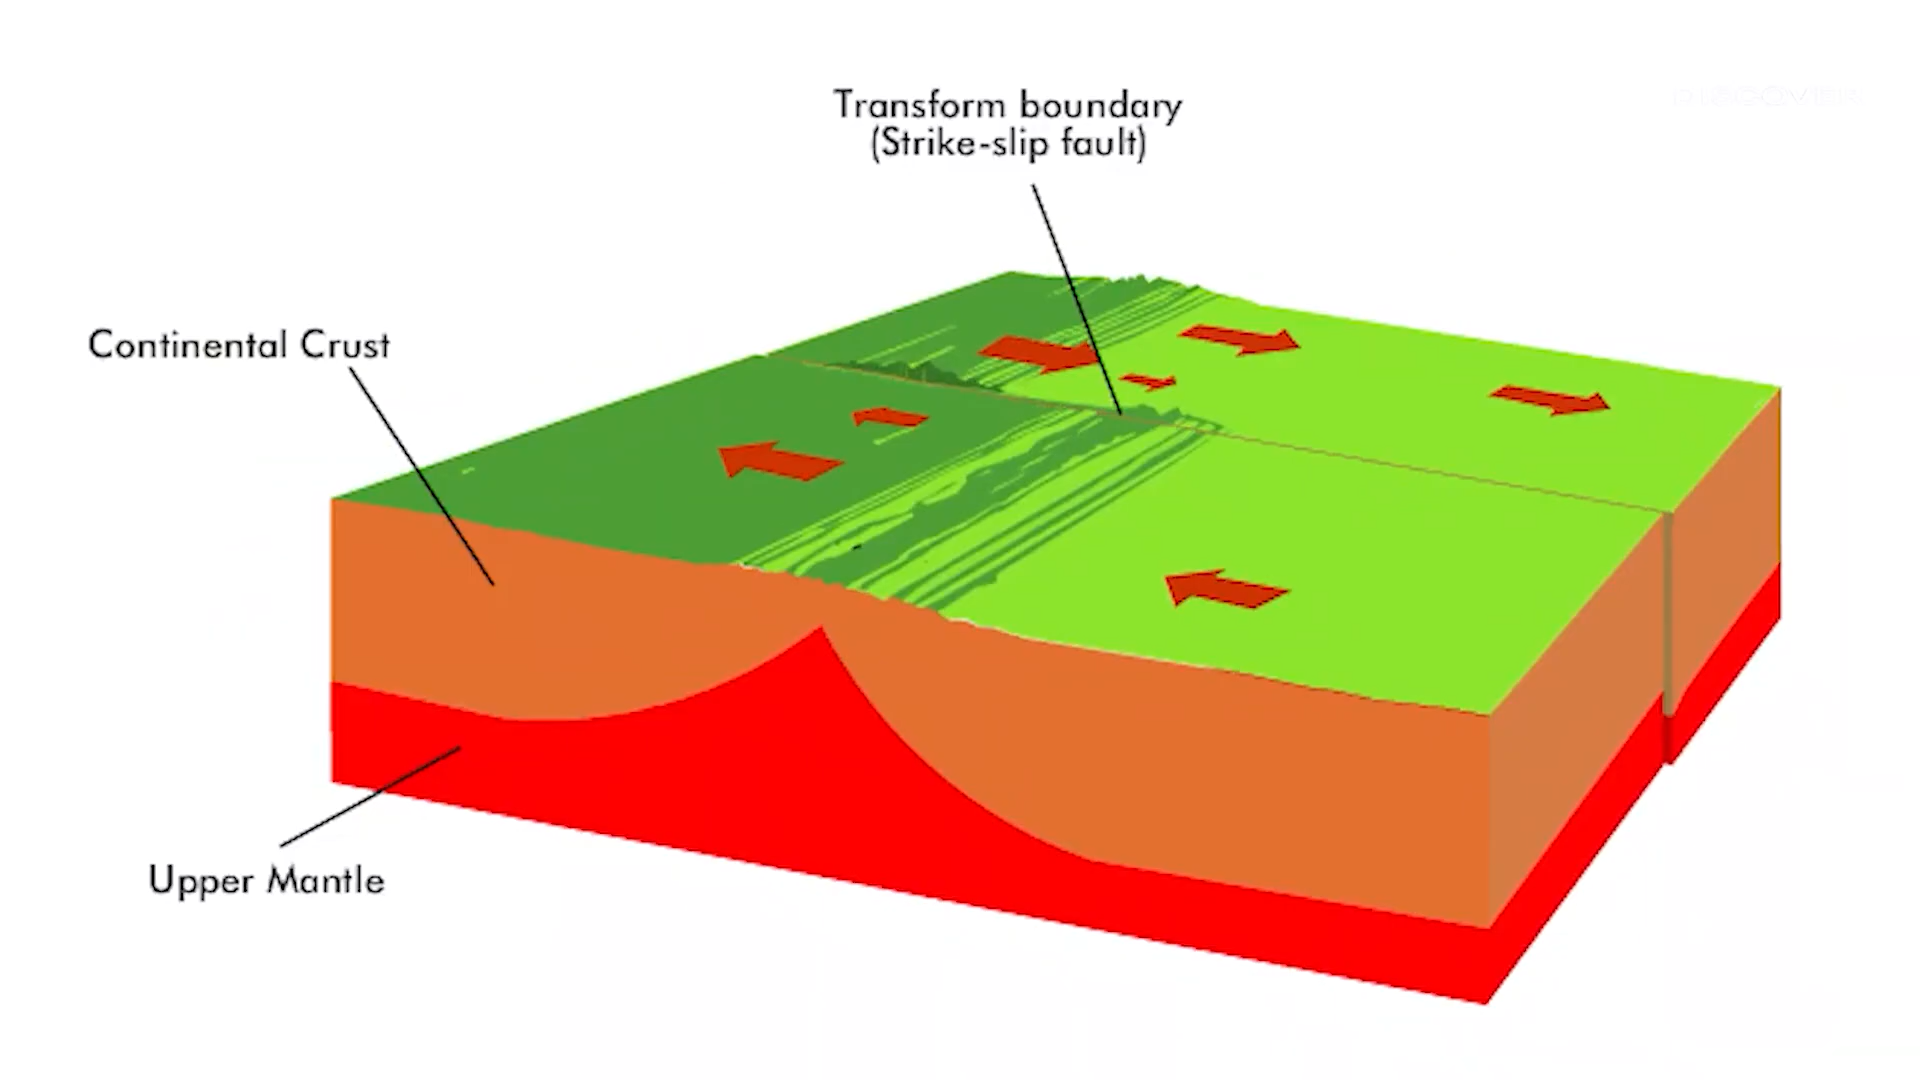 Transform boundary
(Strike-slip fault)
Continental Crust
Upper Mantle